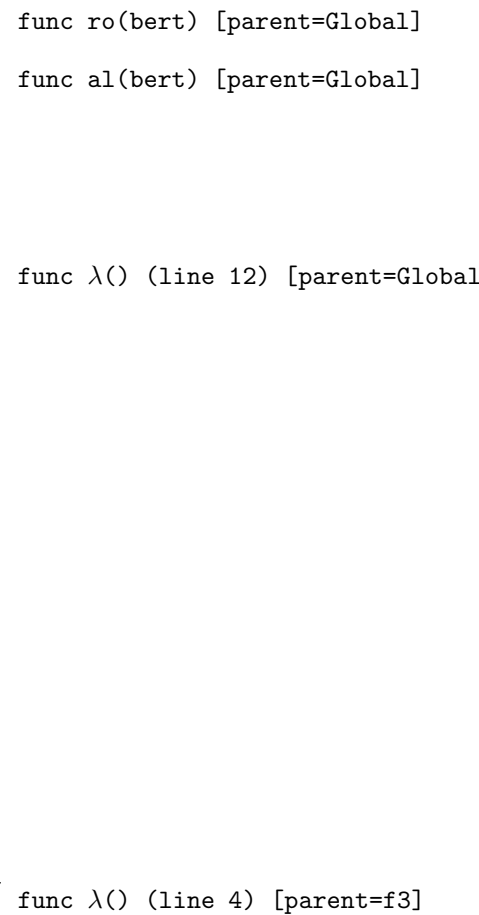 func ro(bert) [parent=Global]
func al(bert) [parent=Global]
func λ() (line 12) [parent=Global
func λ() (line 4) [parent=f3]